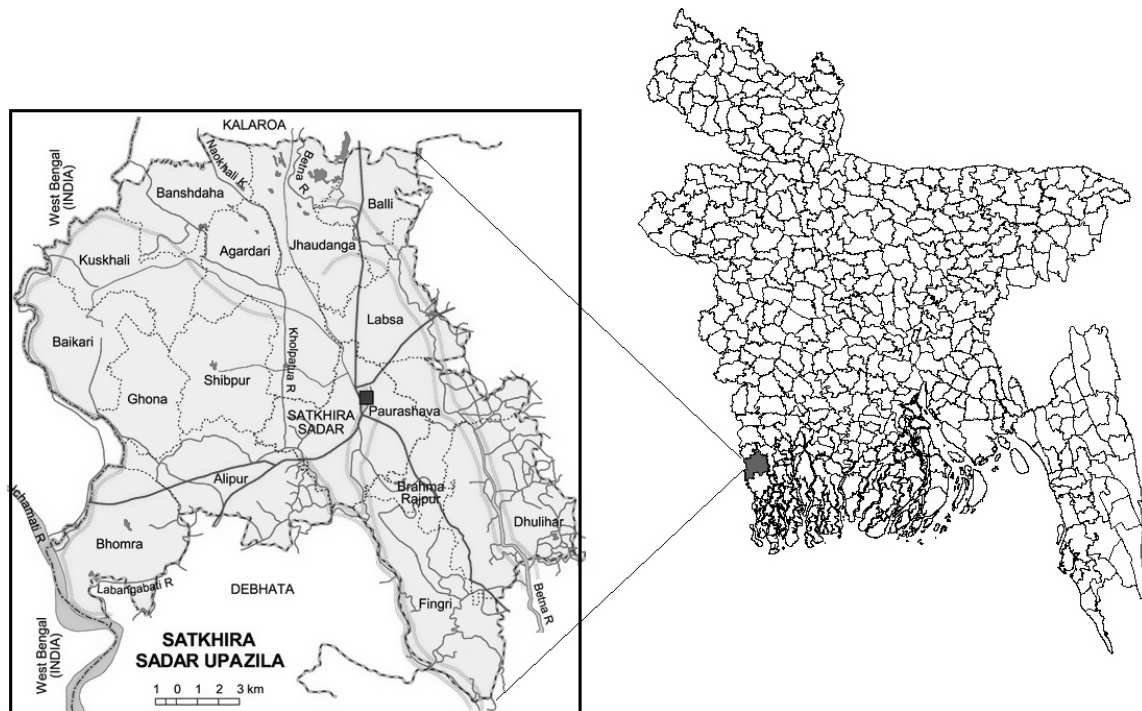 KALAROA
West Bengal
(INDIA)
Naokhali K
Betna R
Banshdaha
Balli
Agardari
Jhaudanga
Kuskhali
Labsa
Baikari
Kholpatua R
Shibpur
Ghona
SATKHIRA
SADAR
Paurashava
Alipur
Brahma
Rajpur
Ichamati R
Dhulihar
Bhomra
Labangabati R
DEBHATA
Fingri
Betna R
West Bengal
(INDIA)
SATKHIRA
SADAR UPAZILA
1 0 1 2 3 km